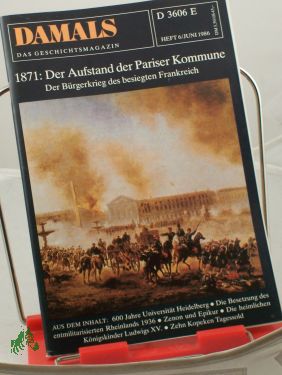 DAMALS
DAS GESCHICHTSMAGAZIN
D 3606 E
HEFT 6/JUNI 1986
1871: Der Aufstand der Pariser Kommune
Der Bürgerkrieg des besiegten Frankreich
AUS DEM INHALT: 600 Jahre Universität Heidelberg • Die Besetzung des
entmilitarisierten Rheinlands 1936 • Zenon und Epikur • Die heimlichen
Königskinder Ludwigs XV. • Zehn Kopeken Tagessold